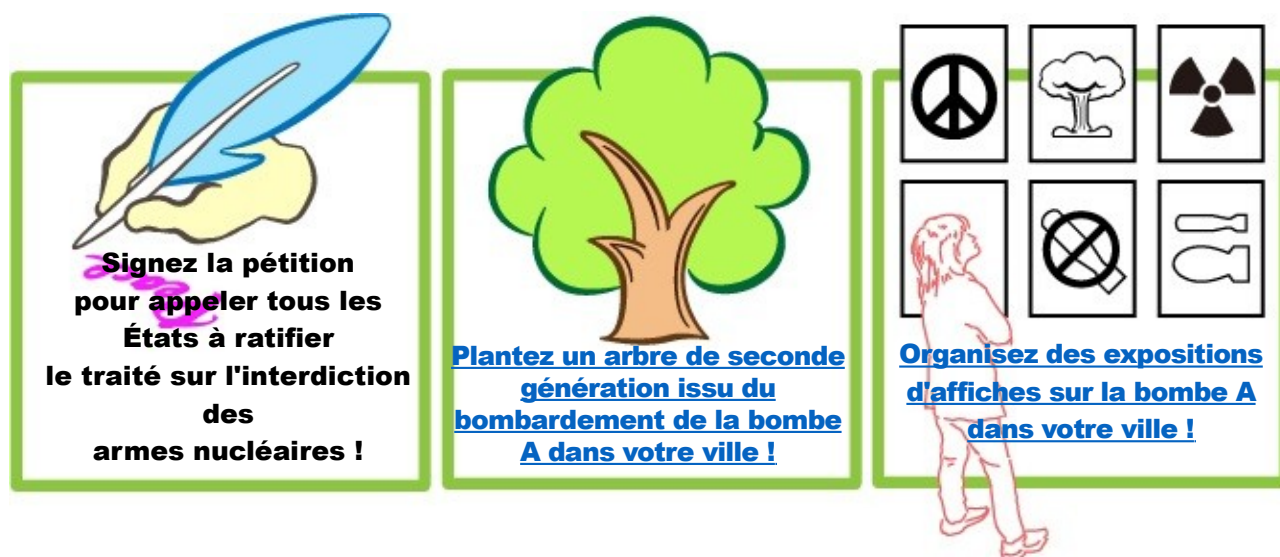 Signez la pétition
pour appeler tous les
États à ratifier
le traité sur l'interdiction
des
armes nucléaires !
Plantez un arbre de seconde
génération issu du
bombardement de la bombe
A dans votre ville !
Organisez des expositions
d'affiches sur la bombe A
dans votre ville !